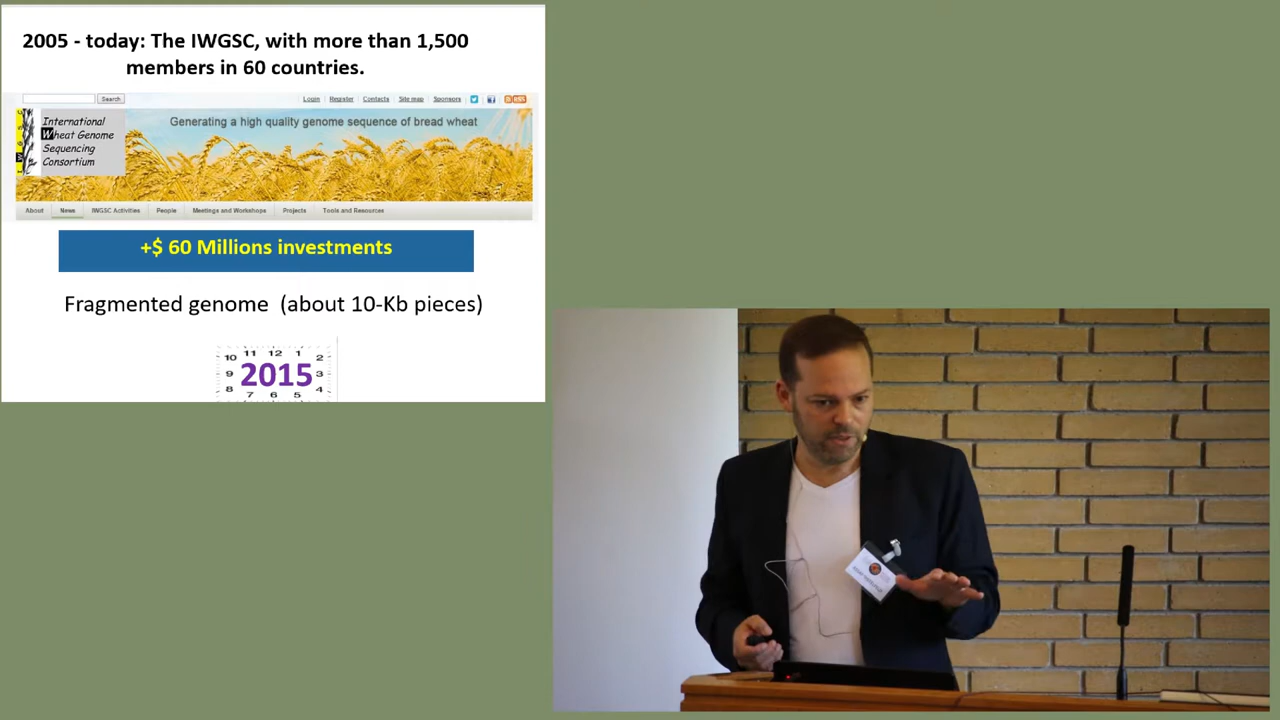 2005 - today: The IWGSC, with more than 1,500
members in 60 countries.
Search
Login Register Contacts Site map Sponsors RSS
International
Wheat Genome
Sequencing
Consortium
Generating a high quality genome sequence of bread wheat
About News IWGSC Activities People Meetings and Workshops Projects Tools and Resources
+$ 60 Millions investments
Fragmented genome (about 10-Kb pieces)
10 11 12 1 2
9 2015 3
8 7 6 5 4